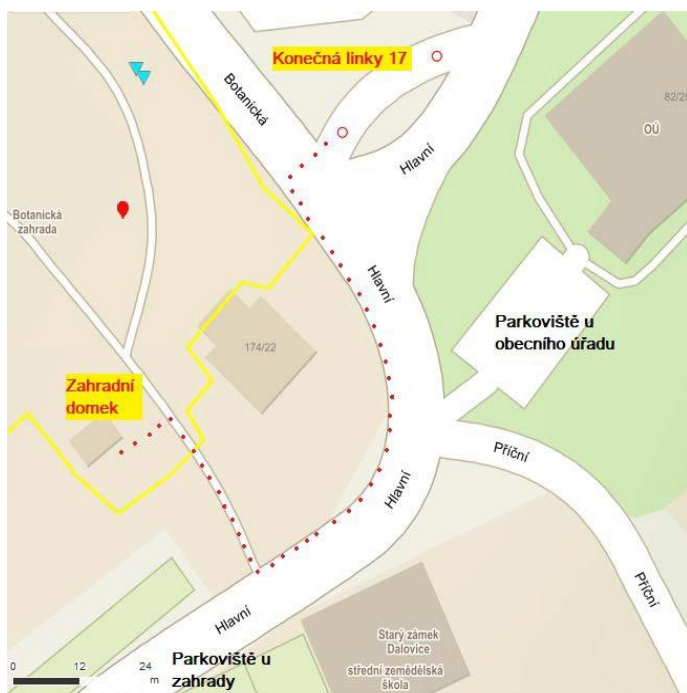 Konečná linky 17
Botanická
82/25
OÚ
Hlavní
Botanická
zahrada
Hlavní
Parkoviště u
obecního úřadu
174/22
Zahradní
domek
Příční
Hlavní
Příční
Hlavní
Starý zámek
Dalovice
střední zemědělská
škola
Parkoviště u
zahrady
0 12 24
m